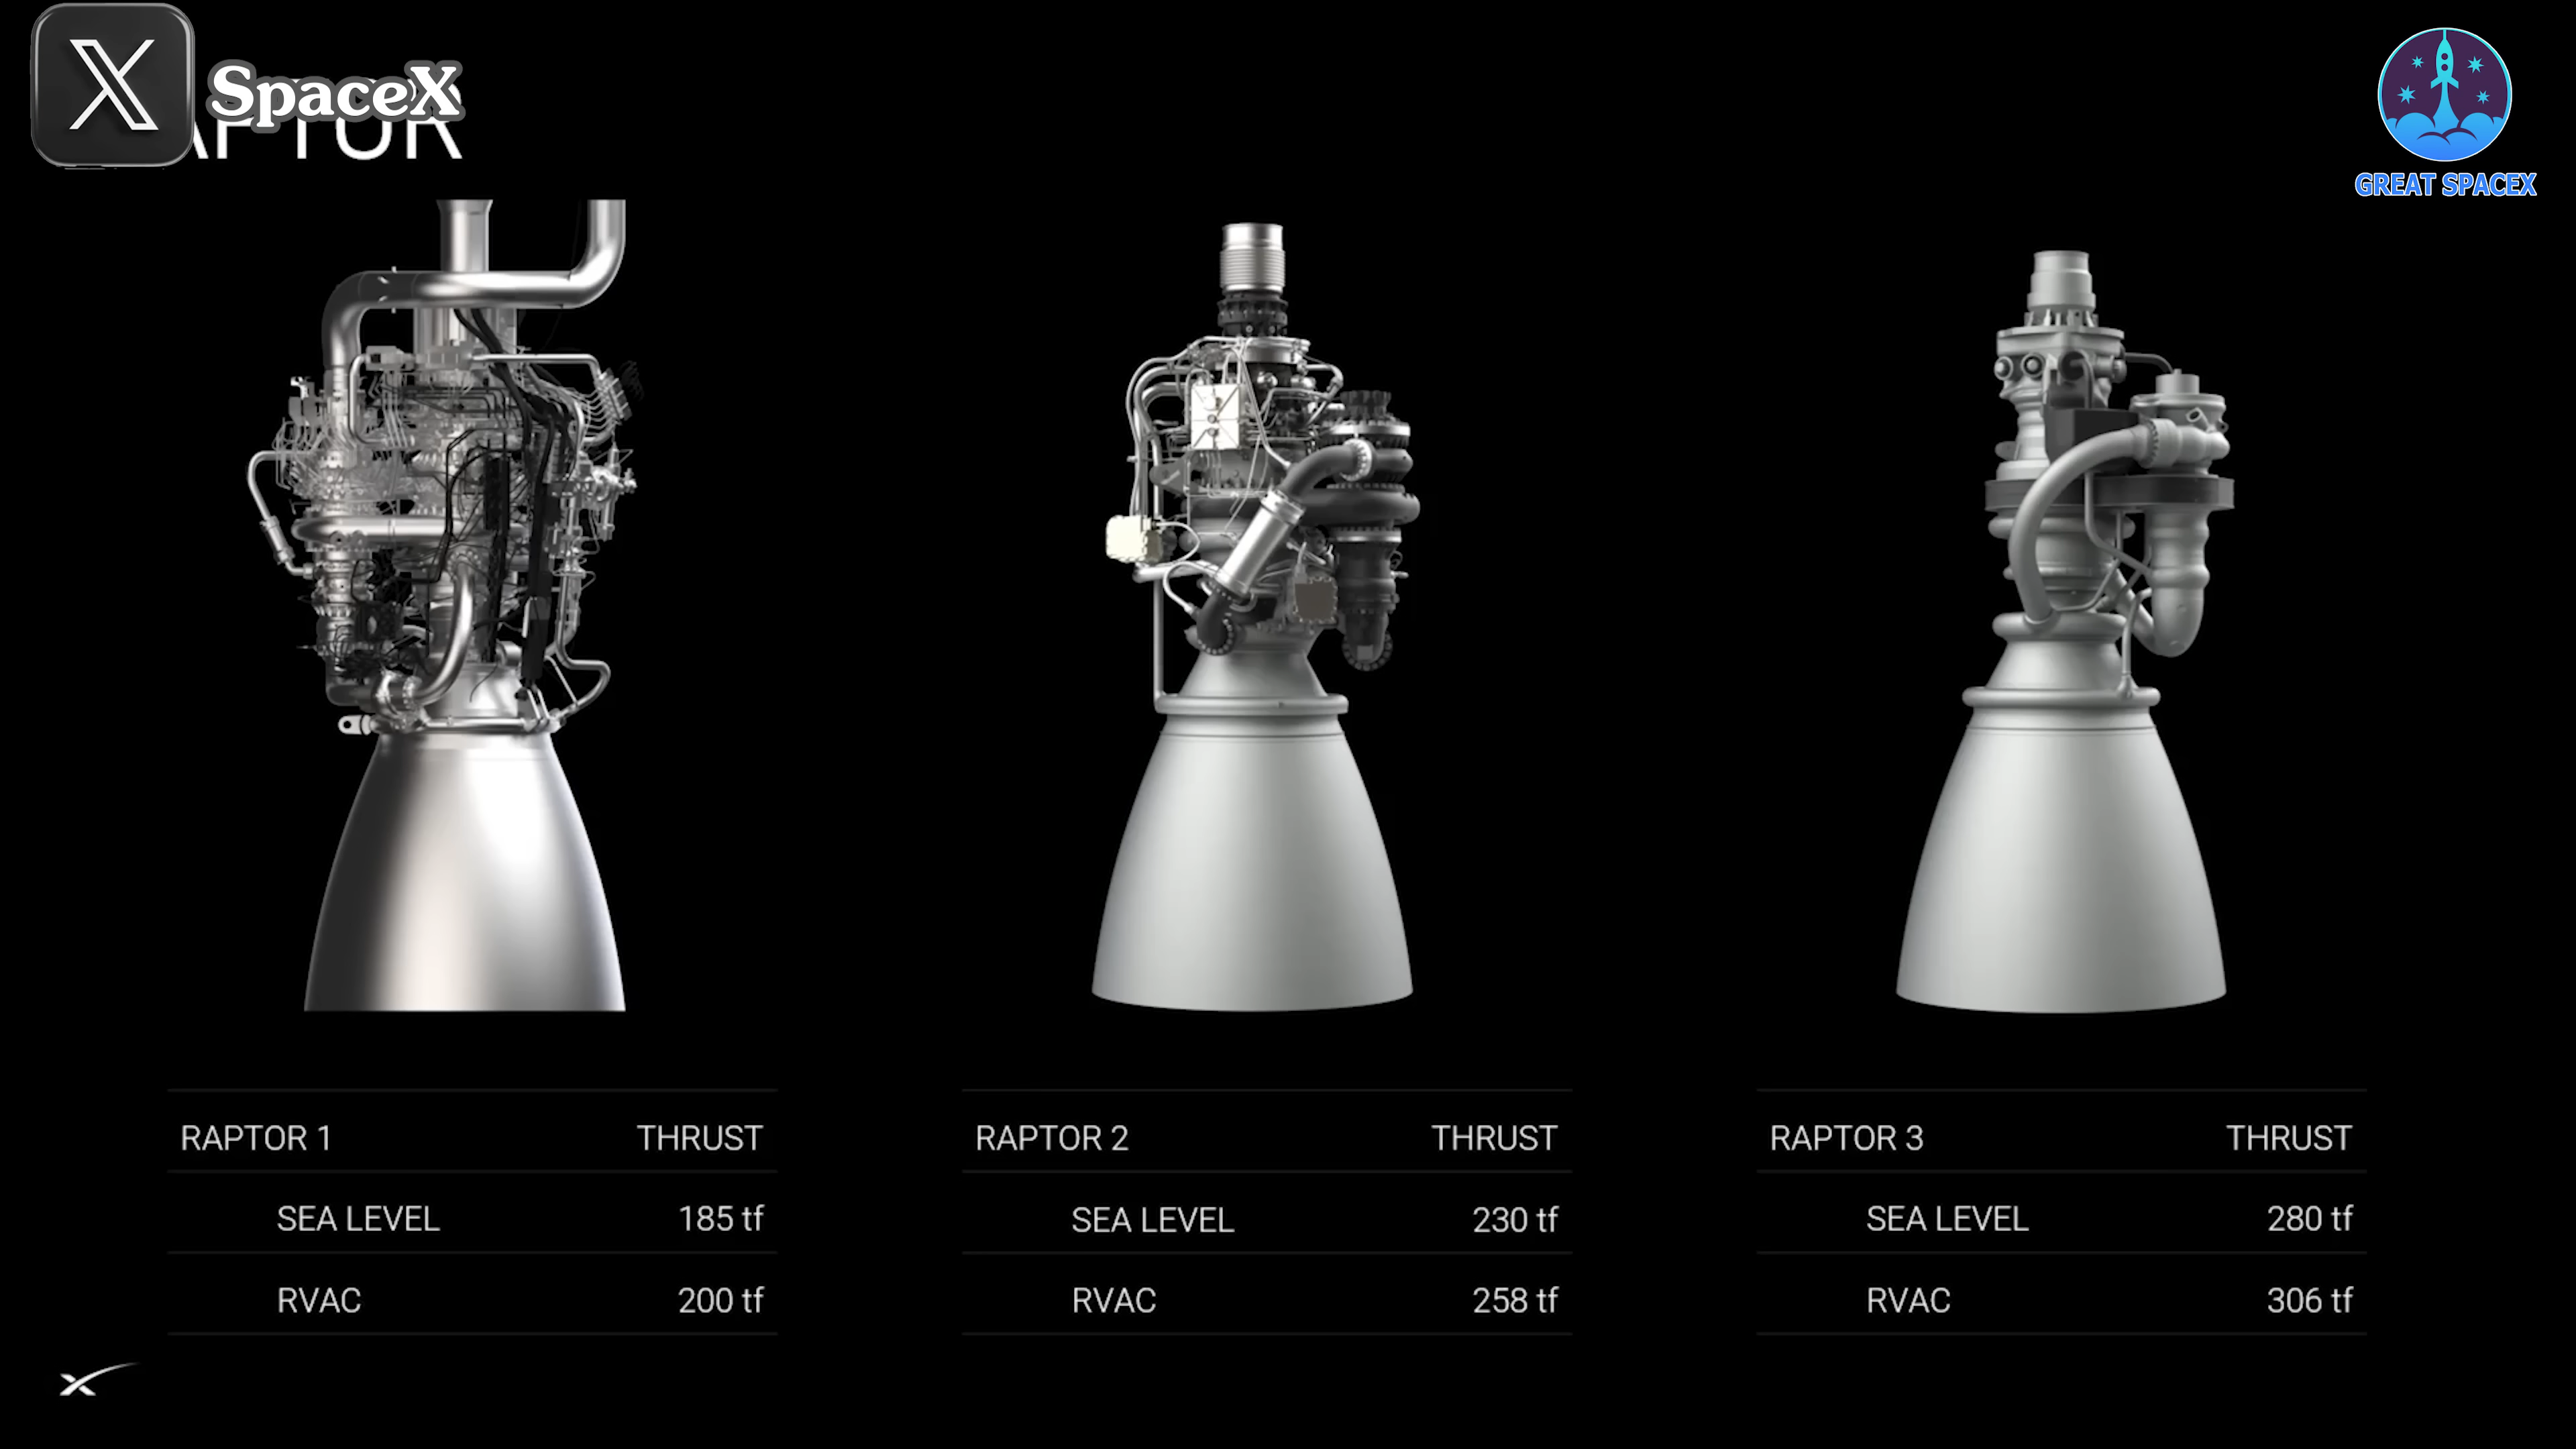 X
SpaceX
APTOR
GREAT SPACEX
RAPTOR 1 THRUST
SEA LEVEL 185 tf
RVAC 200 tf
RAPTOR 2 THRUST
SEA LEVEL 230 tf
RVAC 258 tf
RAPTOR 3 THRUST
SEA LEVEL 280 tf
RVAC 306 tf